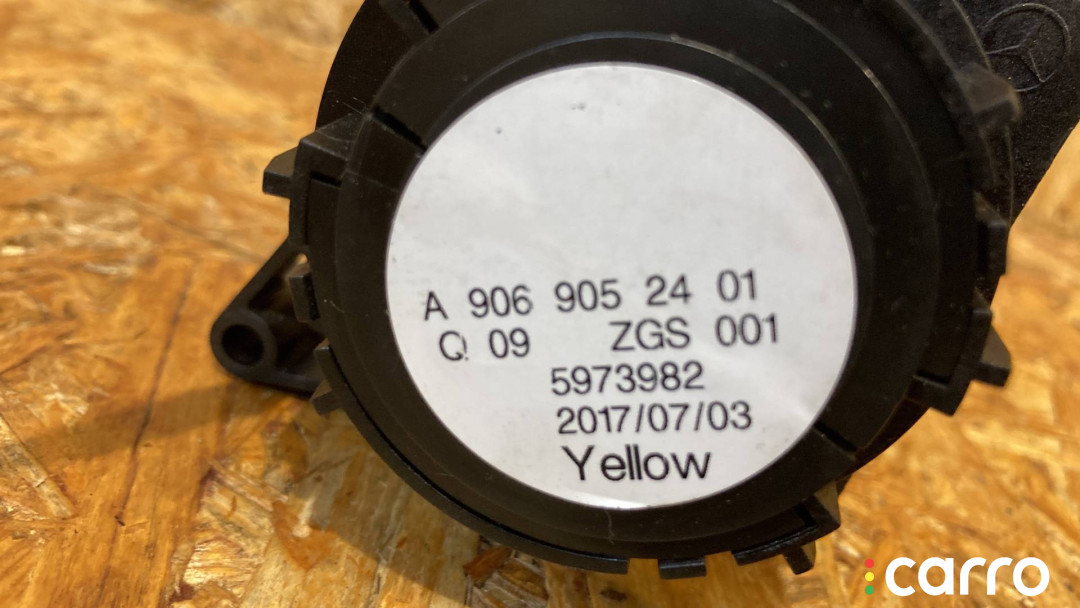 A 906 905 24 01
Q 09 ZGS 001
5973982
2017/07/03
Yellow
carro